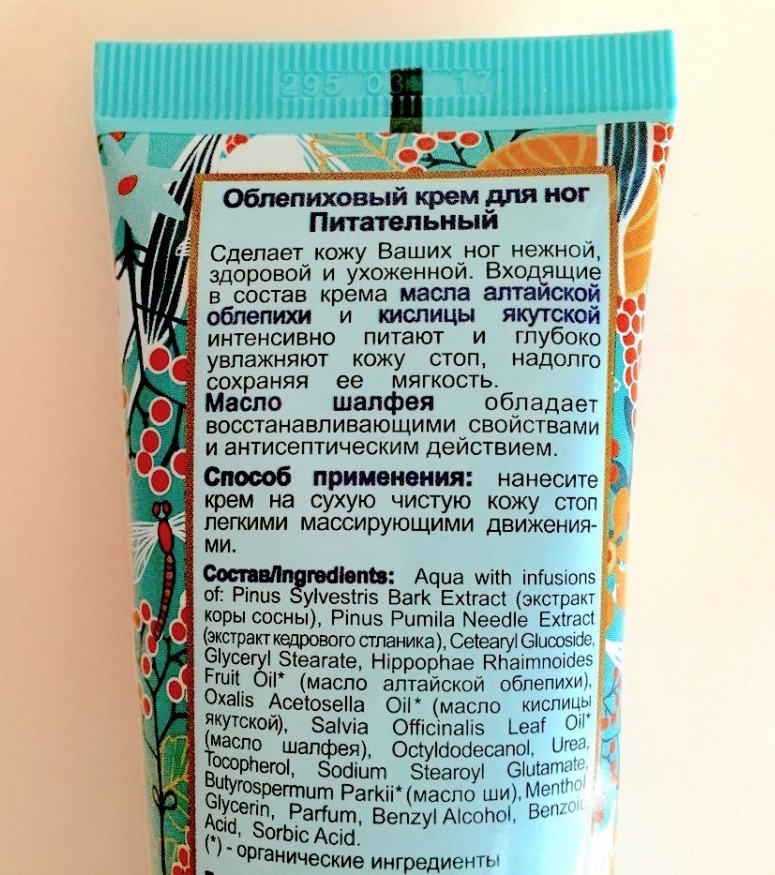 295 03 17
Облепиховый крем для ног
Питательный
Сделает кожу Ваших ног нежной,
здоровой и ухоженной. Входящие
в состав крема масла алтайской
облепихи и кислицы якутской
интенсивно питают и глубоко
увлажняют кожу стоп, надолго
сохраняя ее мягкость.
Масло шалфея обладает
восстанавливающими свойствами
и антисептическим действием.
Способ применения: нанесите
крем на сухую чистую кожу стоп
легкими массирующими движения-
ми.
Состав/Ingredients: Aqua with infusions
of: Pinus Sylvestris Bark Extract (экстракт
коры сосны), Pinus Pumila Needle Extract
(экстракт кедрового стланика), Cetearyl Glucoside,
Glyceryl Stearate, Hippophae Rhaimnoides
Fruit Oil* (масло алтайской облепихи),
Oxalis Acetosella Oil* (масло кислицы
якутской), Salvia Officinalis Leaf Oil*
(масло шалфея), Octyldodecanol, Urea,
Tocopherol, Sodium Stearoyl Glutamate,
Butyrospermum Parkii* (масло ши), Menthol
Glycerin, Parfum, Benzyl Alcohol, Benzoic
Acid, Sorbic Acid.
(*) - органические ингредиенты